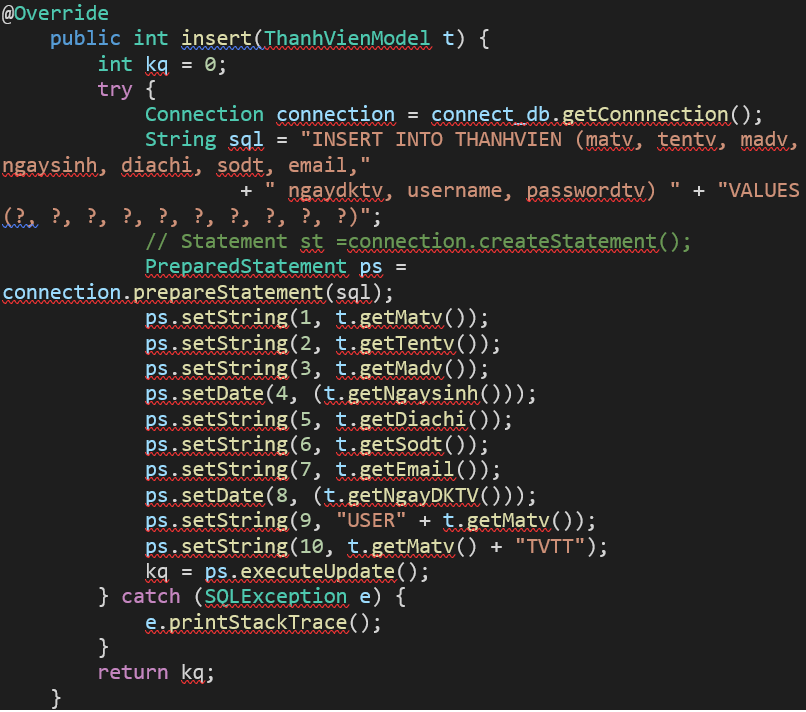 @Override
    public int insert(ThanhVienModel t) {
        int kq = 0;
        try {
            Connection connection = connect_db.getConnnection();
            String sql = "INSERT INTO THANHVIEN (matv, tentv, madv,
ngaysinh, diachi, sodt, email,"
                    + " ngaydktv, username, passwordtv) " + "VALUES
(?, ?, ?, ?, ?, ?, ?, ?, ?, ?)";
            // Statement st =connection.createStatement();
            PreparedStatement ps =
connection.prepareStatement(sql);
            ps.setString(1, t.getMatv());
            ps.setString(2, t.getTentv());
            ps.setString(3, t.getMadv());
            ps.setDate(4, (t.getNgaysinh()));
            ps.setString(5, t.getDiachi());
            ps.setString(6, t.getSodt());
            ps.setString(7, t.getEmail());
            ps.setDate(8, (t.getNgayDKTV()));
            ps.setString(9, "USER" + t.getMatv());
            ps.setString(10, t.getMatv() + "TVTT");
            kq = ps.executeUpdate();
        } catch (SQLException e) {
            e.printStackTrace();
        }
        return kq;
    }